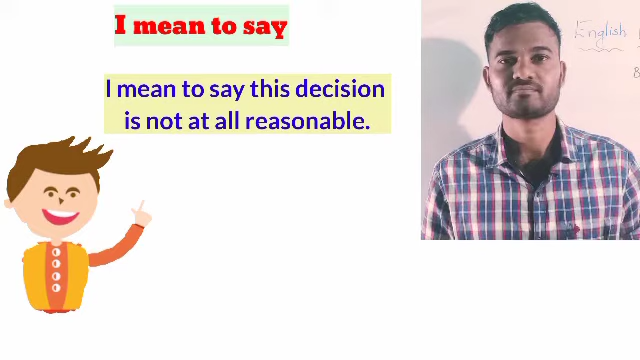 I mean to say
I mean to say this decision
is not at all reasonable.
English